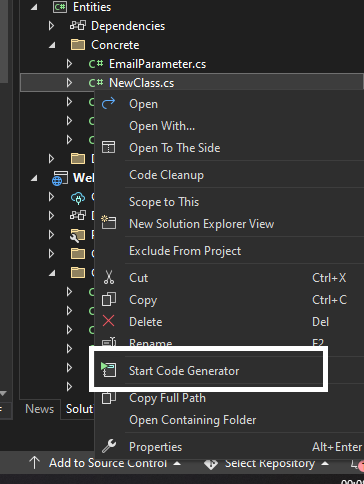 Entities
Dependencies
Concrete
C# EmailParameter.cs
C# NewClass.cs
Open
Open With...
Open To The Side
Code Cleanup
Scope to This
New Solution Explorer View
Exclude From Project
Cut Ctrl+X
Copy Ctrl+C
Delete Del
Rename F2
Start Code Generator
Copy Full Path
Open Containing Folder
Properties Alt+Enter
News Solut
Add to Source Control Select Repository